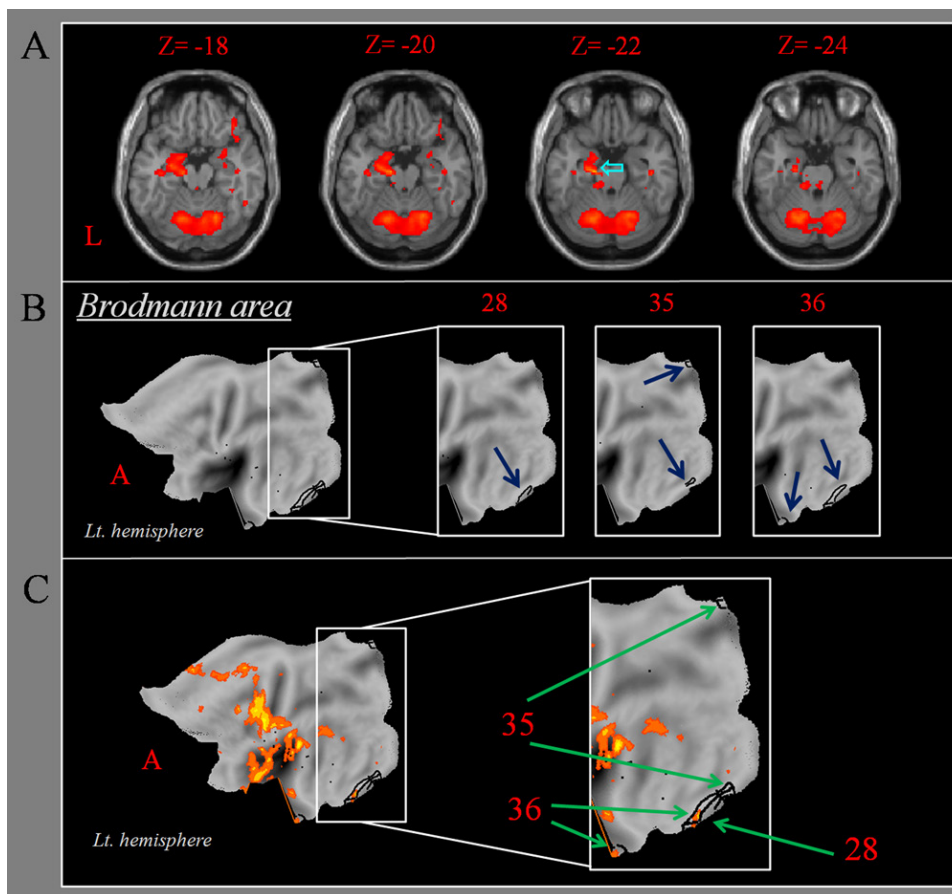 A
Z= -18 Z= -20 Z= -22 Z= -24
L
B
Brodmann area
28 35 36
A
Lt. hemisphere
C
35
A
36
Lt. hemisphere
28